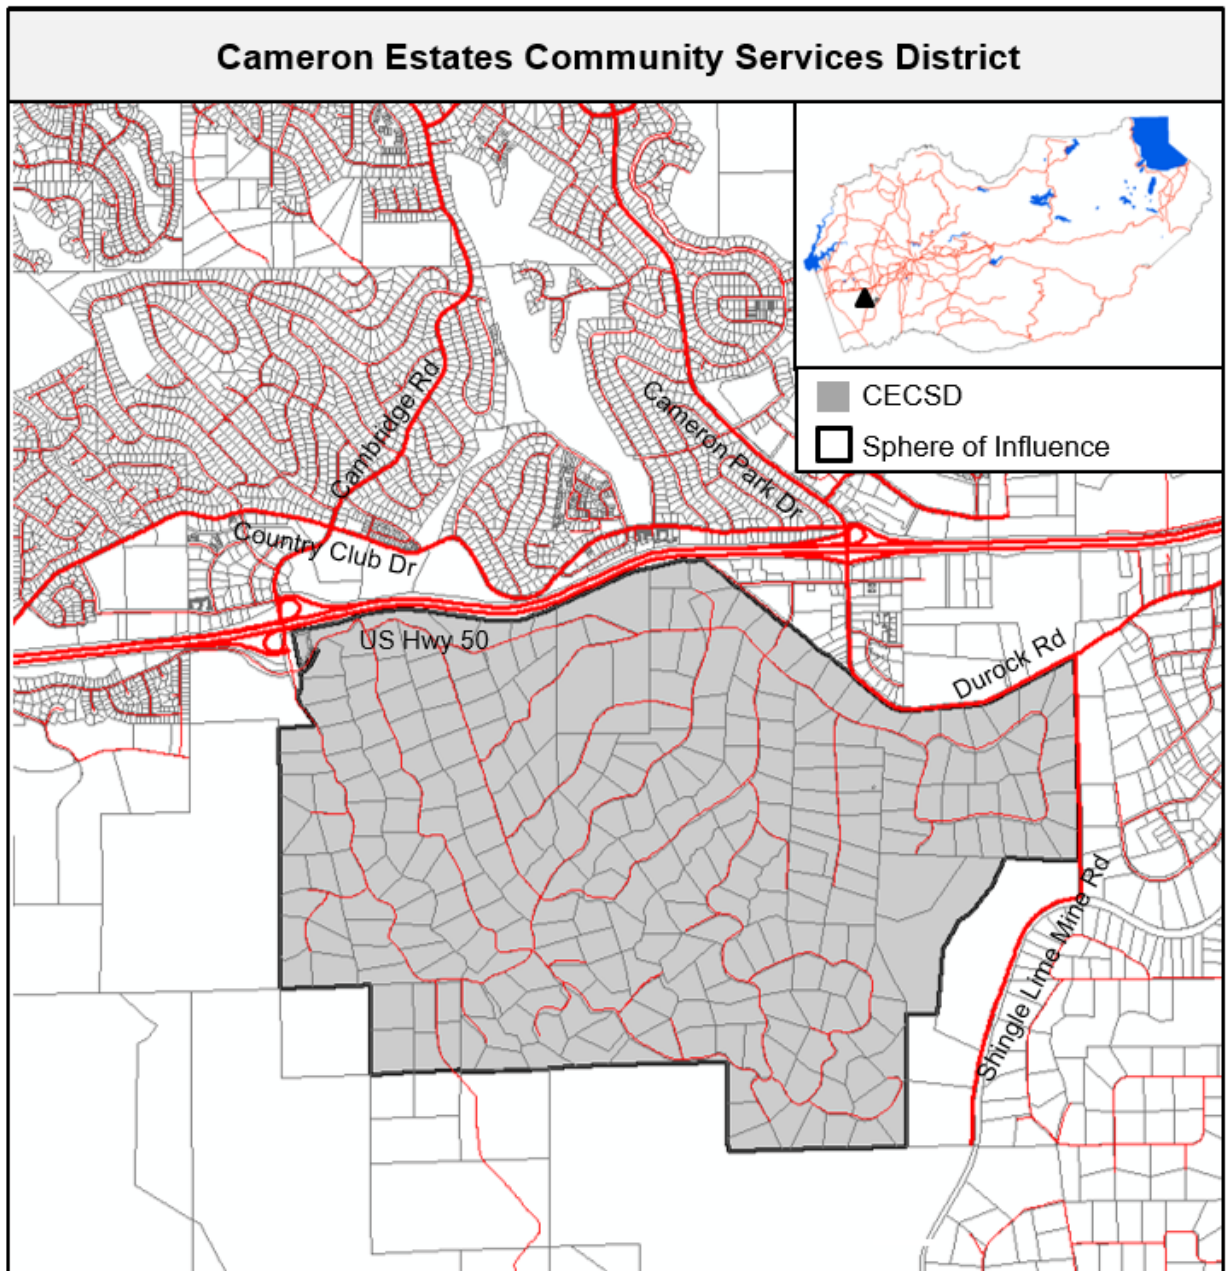 Cameron Estates Community Services District
CECSD
Sphere of Influence
Cambridge Rd
Cameron Park Dr
Country Club Dr
US Hwy 50
Durock Rd
Shingle Lime Mine Rd